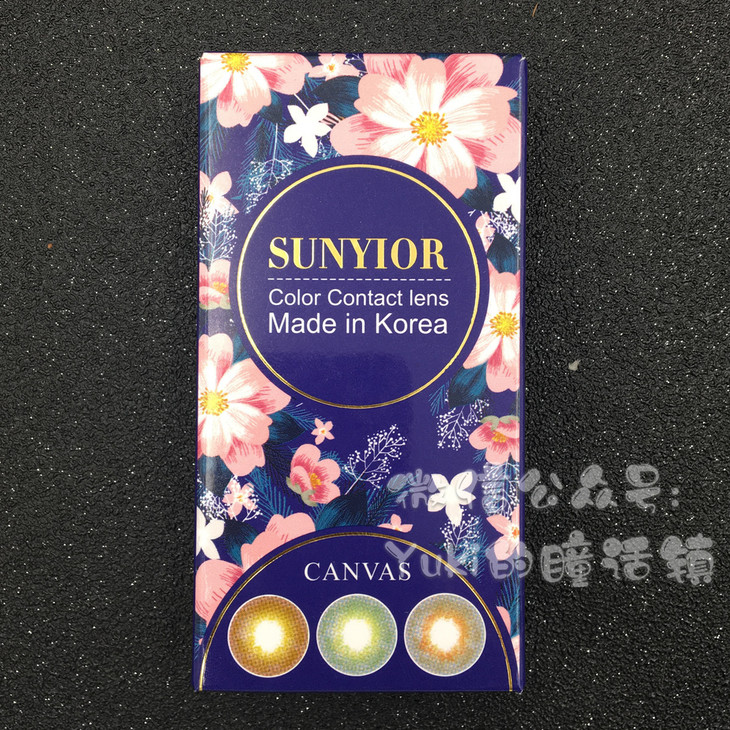 SUNYIOR
Color Contact lens
Made in Korea
微信公众号:
Yuki的瞳话镇
CANVAS